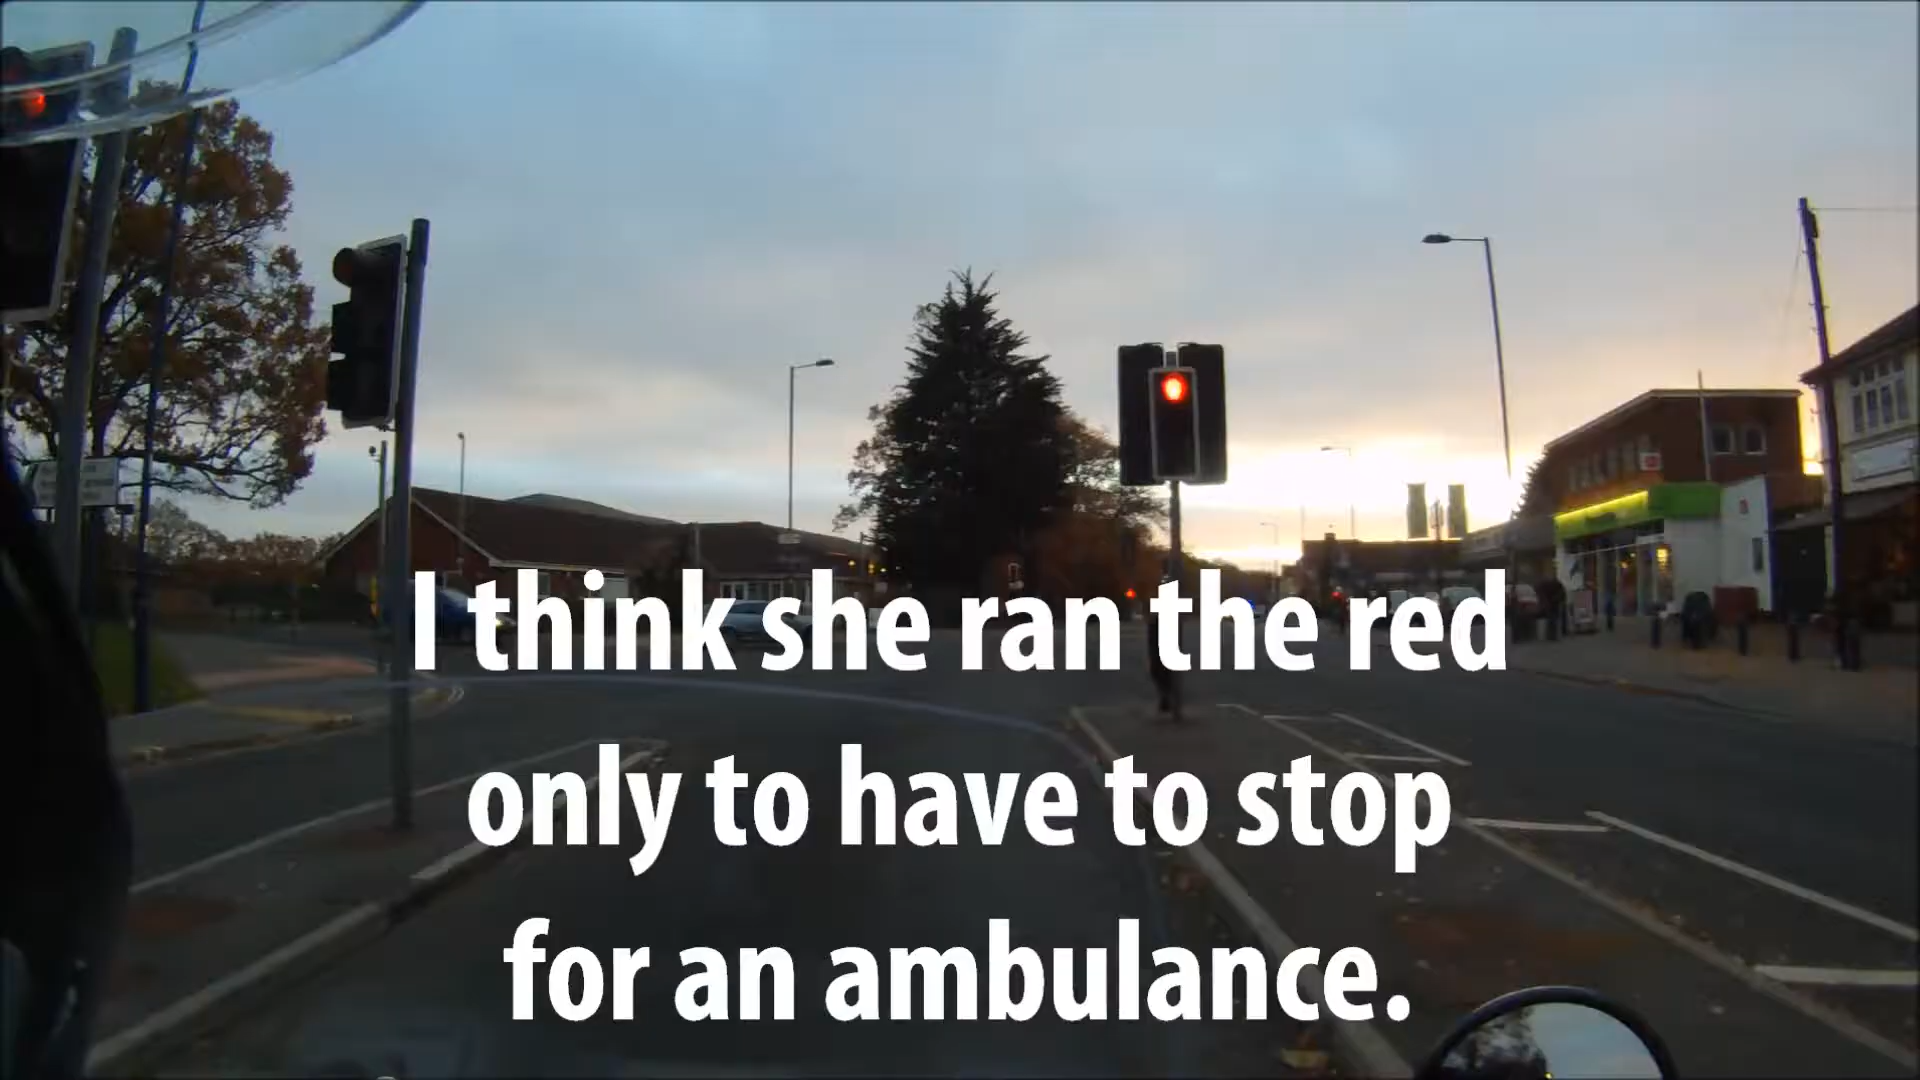 I think she ran the red
only to have to stop
for an ambulance.